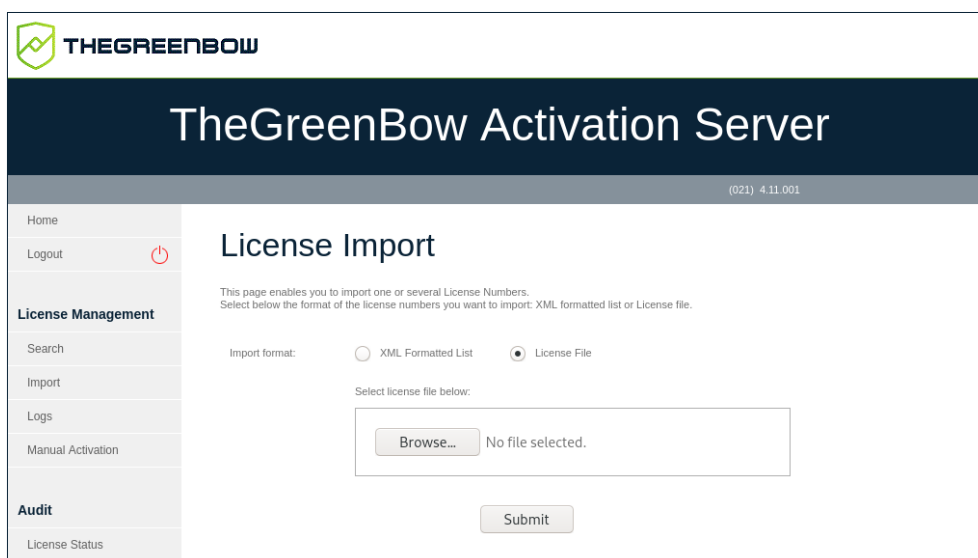 THEGREENBOW
TheGreenBow Activation Server
(021) 4.11.001
Home
Logout
License Management
Search
Import
Logs
Manual Activation
Audit
License Status
License Import
This page enables you to import one or several License Numbers.
Select below the format of the license numbers you want to import: XML formatted list or License file.
Import format:
XML Formatted List
License File
Select license file below:
Browse... No file selected.
Submit